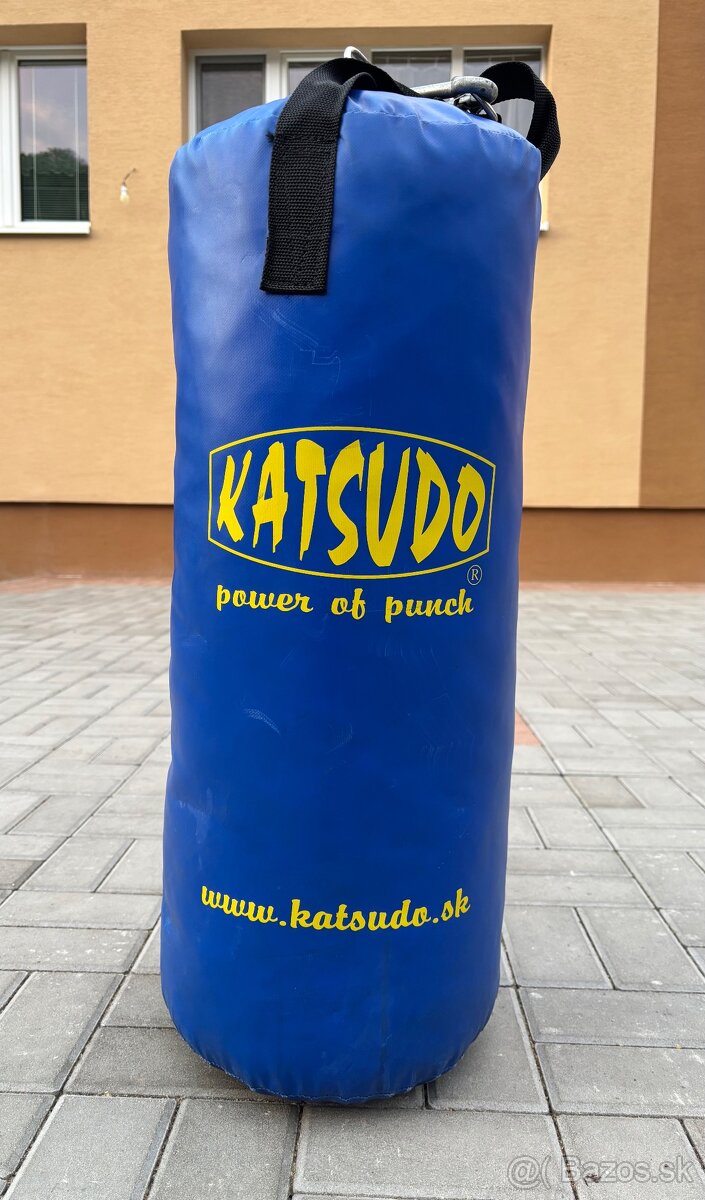 KATSUDO
®
power of punch
www.katsudo.sk
@( Bazos.sk